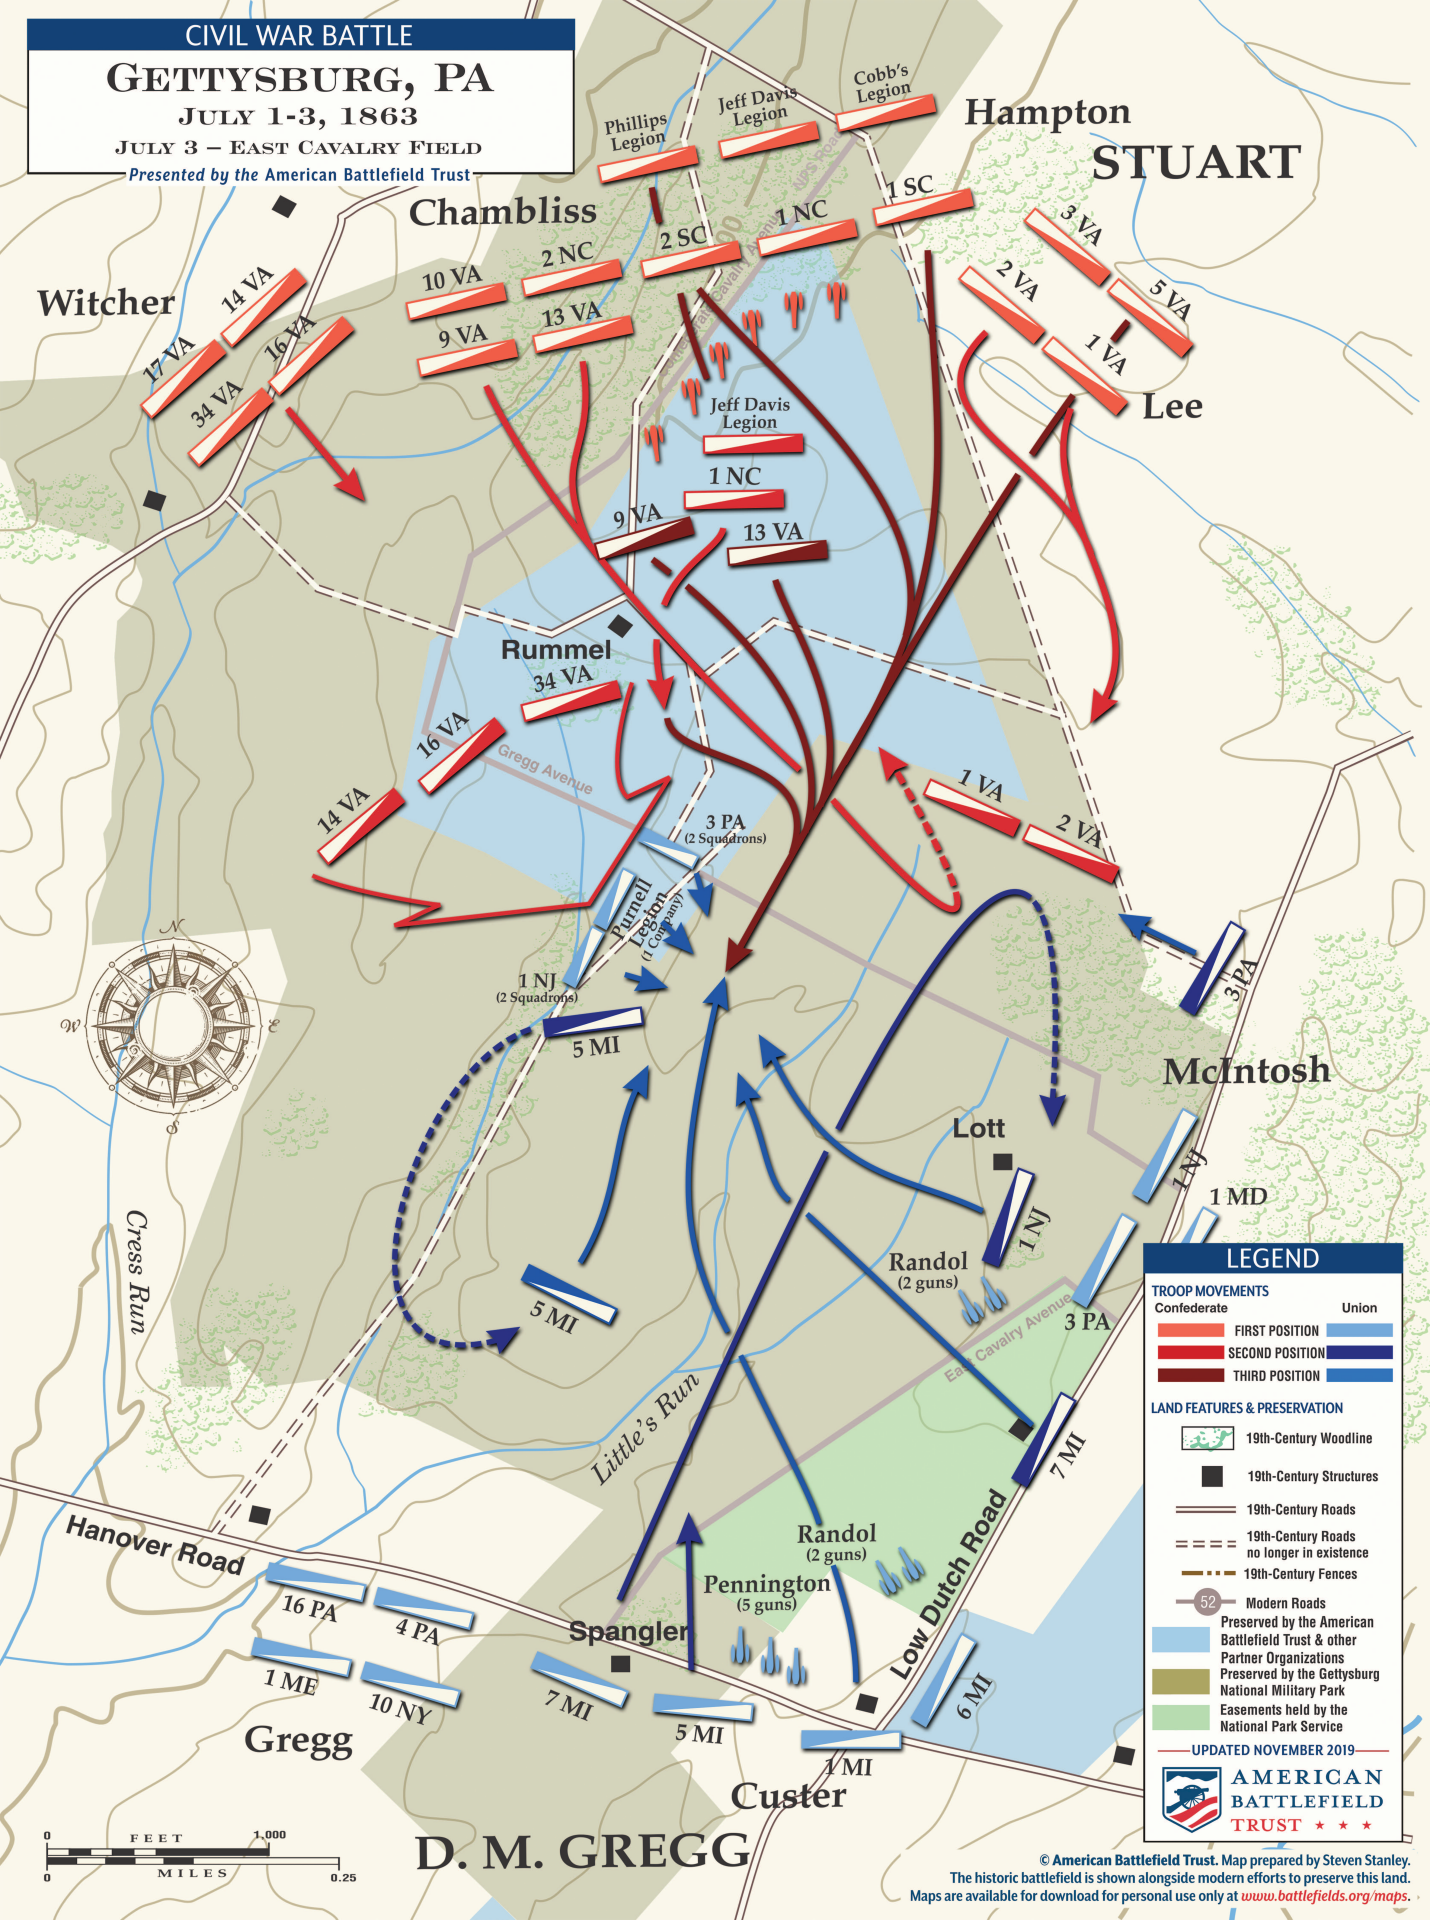 CIVIL WAR BATTLE
GETTYSBURG, PA
JULY 1-3, 1863
JULY 3 – EAST CAVALRY FIELD
Presented by the American Battlefield Trust
Phillips
Legion
Jeff Davis
Legion
Cobb's
Legion
Hampton
STUART
Chambliss
NPS Road
1 SC
3 VA
2 SC
1 NC
00
Confederate Cavalry Avenue
2 VA
5 VA
10 VA
2 NC
Witcher
14 VA
17 VA
16 VA
34 VA
9 VA
13 VA
1 VA
Lee
Jeff Davis
Legion
1 NC
9 VA
13 VA
Rummel
34 VA
16 VA
Gregg Avenue
14 VA
1 VA
2 VA
3 PA
(2 Squadrons)
Purnell
Legion
(1 Company)
1 NJ
(2 Squadrons)
5 MI
N
W
E
S
3 PA
McIntosh
Lott
1 NJ
1 NJ
1 MD
Randol
(2 guns)
3 PA
East Cavalry Avenue
Cress Run
5 MI
Little's Run
7 MI
Hanover Road
Randol
(2 guns)
Pennington
(5 guns)
Low Dutch Road
Spangler
16 PA
4 PA
1 ME
10 NY
7 MI
5 MI
6 MI
1 MI
Gregg
Custer
D. M. GREGG
0
FEET
1,000
MILES
0
0.25
LEGEND
TROOP MOVEMENTS
Confederate
Union
FIRST POSITION
SECOND POSITION
THIRD POSITION
LAND FEATURES & PRESERVATION
19th-Century Woodline
19th-Century Structures
19th-Century Roads
19th-Century Roads
no longer in existence
19th-Century Fences
52
Modern Roads
Preserved by the American
Battlefield Trust & other
Partner Organizations
Preserved by the Gettysburg
National Military Park
Easements held by the
National Park Service
UPDATED NOVEMBER 2019
AMERICAN
BATTLEFIELD
TRUST
© American Battlefield Trust. Map prepared by Steven Stanley.
The historic battlefield is shown alongside modern efforts to preserve this land.
Maps are available for download for personal use only at www.battlefields.org/maps.